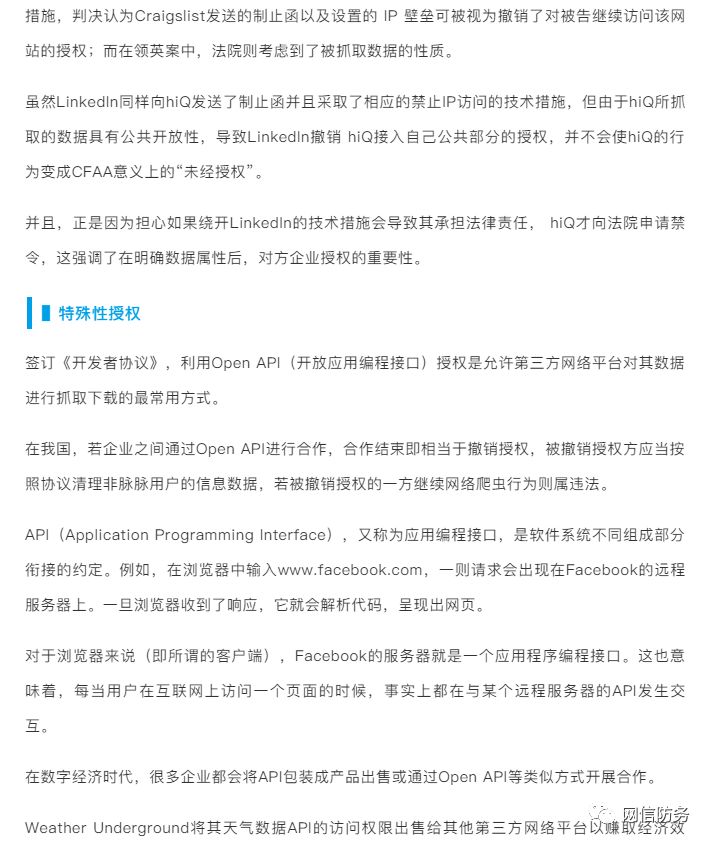 措施，判决认为Craigslist发送的制止函以及设置的 IP 壁垒可被视为撤销了对被告继续访问该网
站的授权；而在领英案中，法院则考虑到了被抓取数据的性质。
虽然LinkedIn同样向hiQ发送了制止函并且采取了相应的禁止IP访问的技术措施，但由于hiQ所抓
取的数据具有公共开放性，导致LinkedIn撤销 hiQ接入自己公共部分的授权，并不会使hiQ的行
为变成CFAA意义上的“未经授权”。
并且，正是因为担心如果绕开LinkedIn的技术措施会导致其承担法律责任， hiQ才向法院申请禁
令，这强调了在明确数据属性后，对方企业授权的重要性。
特殊性授权
签订《开发者协议》，利用Open API（开放应用编程接口）授权是允许第三方网络平台对其数据
进行抓取下载的最常用方式。
在我国，若企业之间通过Open API进行合作，合作结束即相当于撤销授权，被撤销授权方应当按
照协议清理非脉脉用户的信息数据，若被撤销授权的一方继续网络爬虫行为则属违法。
API（Application Programming Interface），又称为应用编程接口，是软件系统不同组成部分
衔接的约定。例如，在浏览器中输入www.facebook.com，一则请求会出现在Facebook的远程
服务器上。一旦浏览器收到了响应，它就会解析代码，呈现出网页。
对于浏览器来说（即所谓的客户端），Facebook的服务器就是一个应用程序编程接口。这也意
味着，每当用户在互联网上访问一个页面的时候，事实上都在与某个远程服务器的API发生交
互。
在数字经济时代，很多企业都会将API包装成产品出售或通过Open API等类似方式开展合作。
网信防务
Weather Underground将其天气数据API的访问权限出售给其他第三方网络平台以赚取经济效